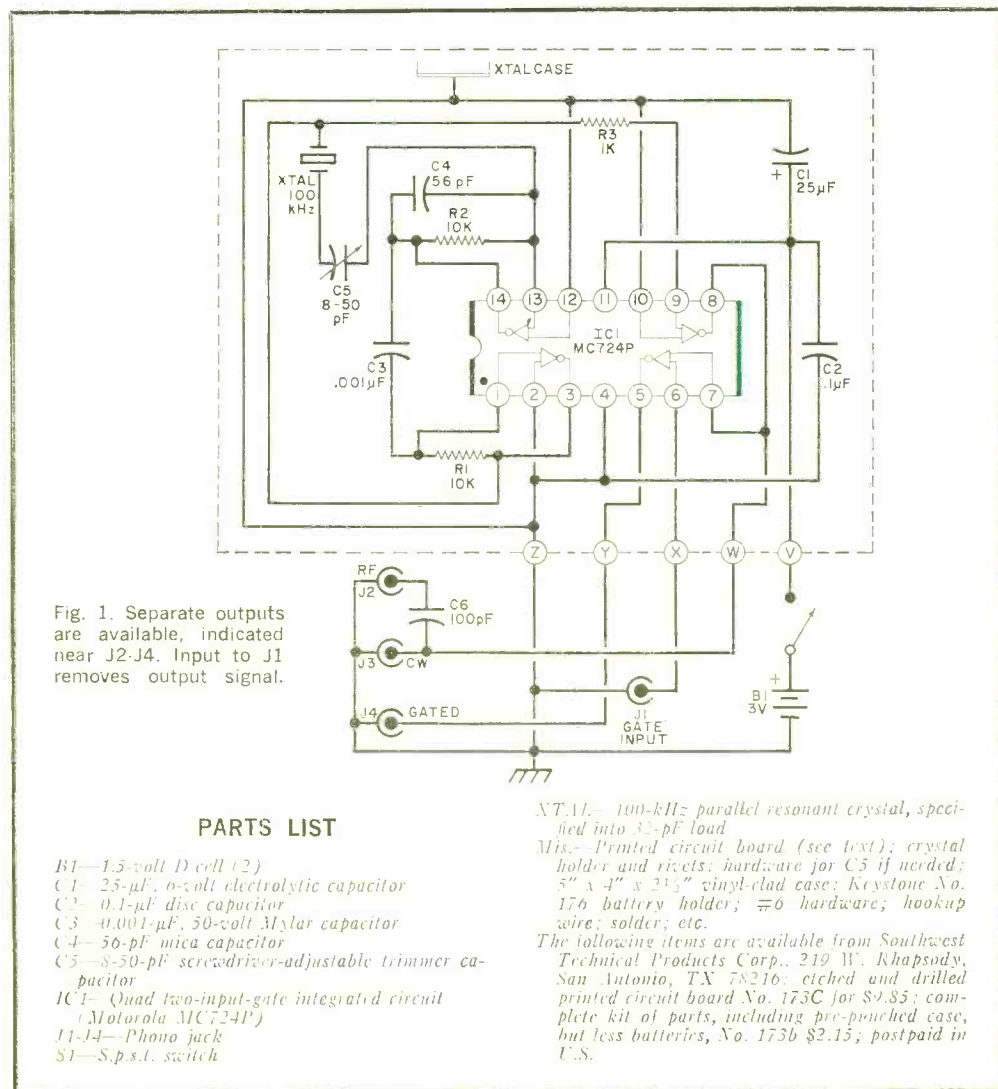 XTAL CASE
R3
1K
C1
+ 25µF
C4
56 pF
XTAL
100
kHz
R2
10K
C5
8-50
pF
14 13 12 11 10 9 8
IC1
MC724P
C3
.001µF
C2
.1µF
1 2 3 4 5 6 7
R1
10K
Z Y X W V
RF
J2
C6
100pF
J3 CW
J4 GATED
J1
GATE
INPUT
+
B1
3V
Fig. 1. Separate outputs
are available, indicated
near J2-J4. Input to J1
removes output signal.
PARTS LIST
B1—1.5-volt D cell (2)
C1—25-µF, 6-volt electrolytic capacitor
C2—0.1-µF disc capacitor
C3—0.001-µF, 50-volt Mylar capacitor
C4—56-pF mica capacitor
C5—8-50-pF screwdriver-adjustable trimmer ca-
pacitor
IC1—Quad two-input-gate integrated circuit
(Motorola MC724P)
J1-J4—Phono jack
S1—S.p.s.t. switch
XTAL—100-kHz parallel resonant crystal, speci-
fied into 32-pF load
Mis.—Printed circuit board (see text); crystal
holder and rivets; hardware for C5 if needed;
5" x 4" x 2½" vinyl-clad case; Keystone No.
176 battery holder; #6 hardware; hookup
wire; solder; etc.
The following items are available from Southwest
Technical Products Corp., 219 W. Rhapsody,
San Antonio, TX 78216: etched and drilled
printed circuit board No. 173C for; com-
plete kit of parts, including pre-punched case,
but less batteries, No. 173b $2.15; postpaid in
U.S.